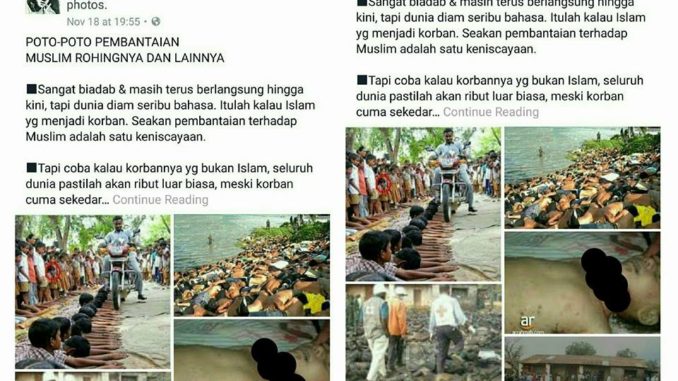 photos.
Nov 18 at 19:55
POTO-POTO PEMBANTAIAN
MUSLIM ROHINGNYA DAN LAINNYA
Sangat biadab & masih terus berlangsung hingga
kini, tapi dunia diam seribu bahasa. Itulah kalau Islam
yg menjadi korban. Seakan pembantaian terhadap
Muslim adalah satu keniscayaan.
Tapi coba kalau korbannya yg bukan Islam, seluruh
dunia pastilah akan ribut luar biasa, meski korban
cuma sekedar... Continue Reading
Sangat biadab & masih terus berlangsung hingga
kini, tapi dunia diam seribu bahasa. Itulah kalau Islam
yg menjadi korban. Seakan pembantaian terhadap
Muslim adalah satu keniscayaan.
Tapi coba kalau korbannya yg bukan Islam, seluruh
dunia pastilah akan ribut luar biasa, meski korban
cuma sekedar... Continue Reading
ar